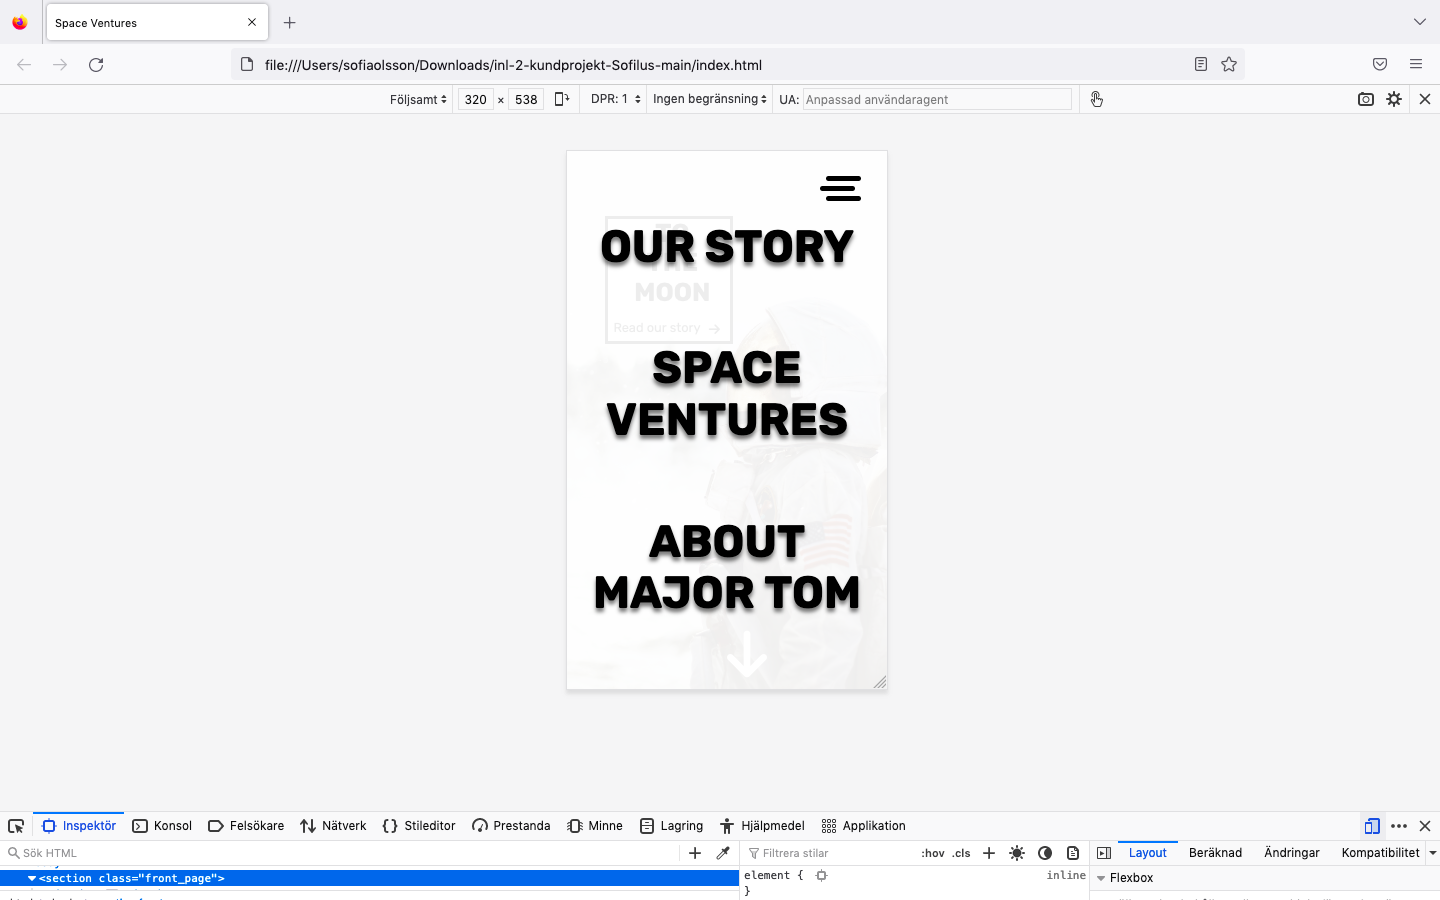 Space Ventures
file:///Users/sofiaolsson/Downloads/inl-2-kundprojekt-Sofilus-main/index.html
Följsamt 320 × 538 DPR: 1 Ingen begränsning UA: Anpassad användaragent
OUR STORY
MOON
Read our story →
SPACE
VENTURES
ABOUT
MAJOR TOM
Inspektör Konsol Felsökare Nätverk Stileditor Prestanda Minne Lagring Hjälpmedel Applikation
Sök HTML
Filtrera stilar :hov .cls
Layout Beräknad Ändringar Kompatibilitet
<section class="front_page">
element { inline
}
Flexbox